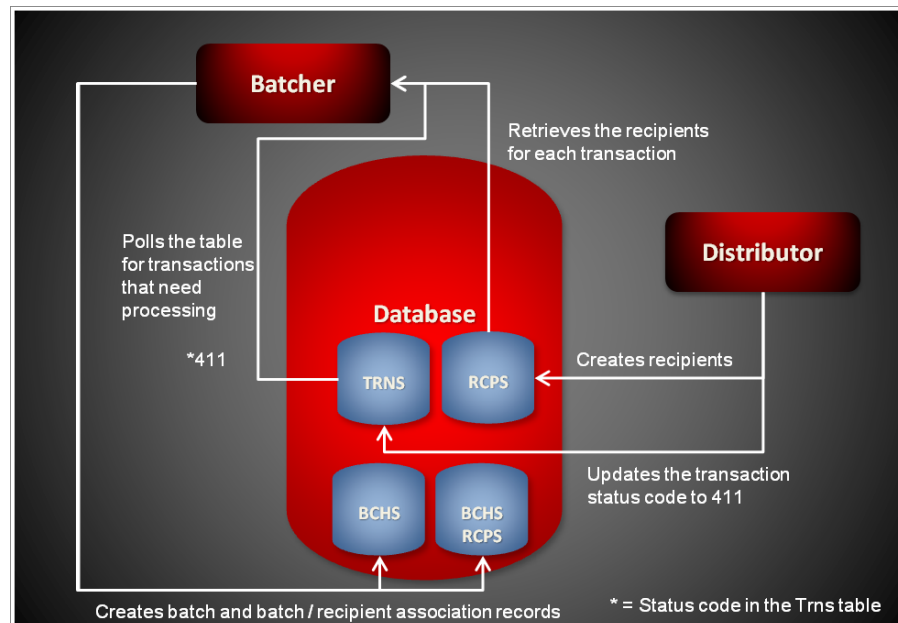 Batcher
Retrieves the recipients
for each transaction
Polls the table
for transactions
that need
processing
*411
Distributor
Database
TRNS
RCPS
Creates recipients
Updates the transaction
status code to 411
BCHS
BCHS
RCPS
Creates batch and batch / recipient association records
* = Status code in the Trns table